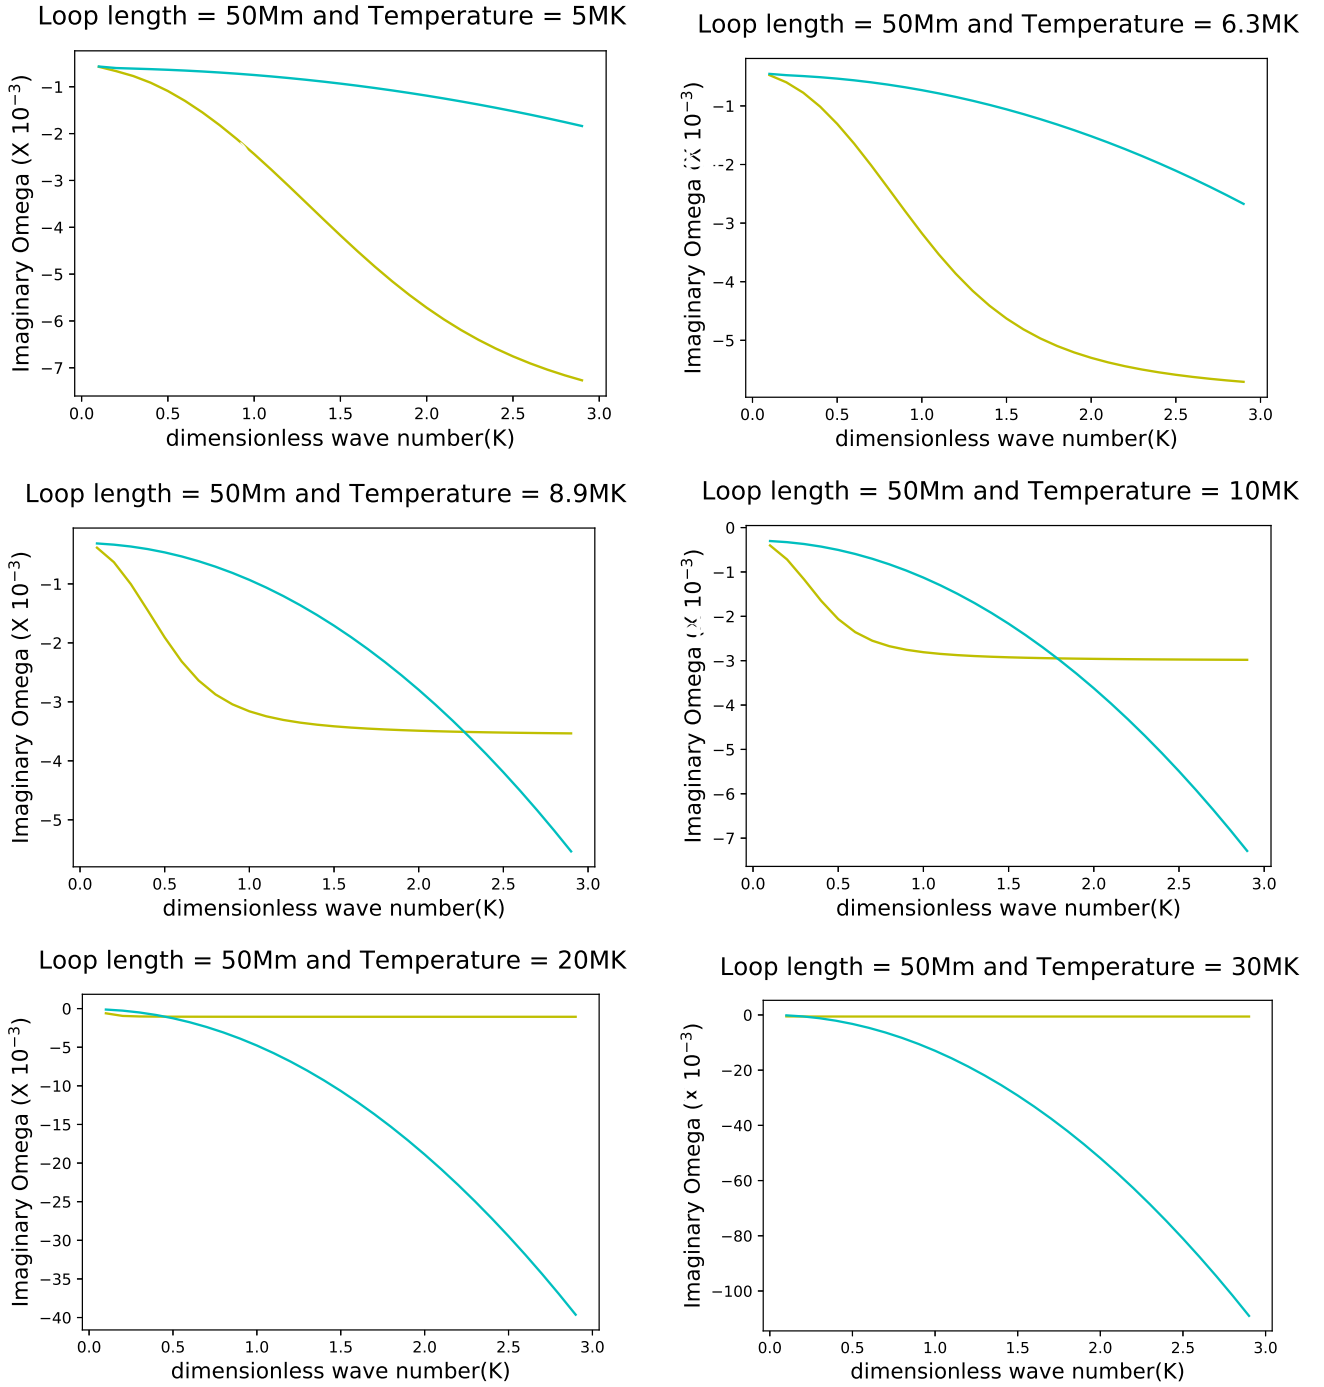 Loop length = 50Mm and Temperature = 5MK
Imaginary Omega (X 10⁻³)
−1
−2
−3
−4
−5
−6
−7
0.0 0.5 1.0 1.5 2.0 2.5 3.0
dimensionless wave number(K)
Loop length = 50Mm and Temperature = 6.3MK
Imaginary Omega (X 10⁻³)
−1
−2
−3
−4
−5
0.0 0.5 1.0 1.5 2.0 2.5 3.0
dimensionless wave number(K)
Loop length = 50Mm and Temperature = 8.9MK
Imaginary Omega (X 10⁻³)
−1
−2
−3
−4
−5
0.0 0.5 1.0 1.5 2.0 2.5 3.0
dimensionless wave number(K)
Loop length = 50Mm and Temperature = 10MK
Imaginary Omega (X 10⁻³)
0
−1
−2
−3
−4
−5
−6
−7
0.0 0.5 1.0 1.5 2.0 2.5 3.0
dimensionless wave number(K)
Loop length = 50Mm and Temperature = 20MK
Imaginary Omega (X 10⁻³)
0
−5
−10
−15
−20
−25
−30
−35
−40
0.0 0.5 1.0 1.5 2.0 2.5 3.0
dimensionless wave number(K)
Loop length = 50Mm and Temperature = 30MK
Imaginary Omega (x 10⁻³)
0
−20
−40
−60
−80
−100
0.0 0.5 1.0 1.5 2.0 2.5 3.0
dimensionless wave number(K)